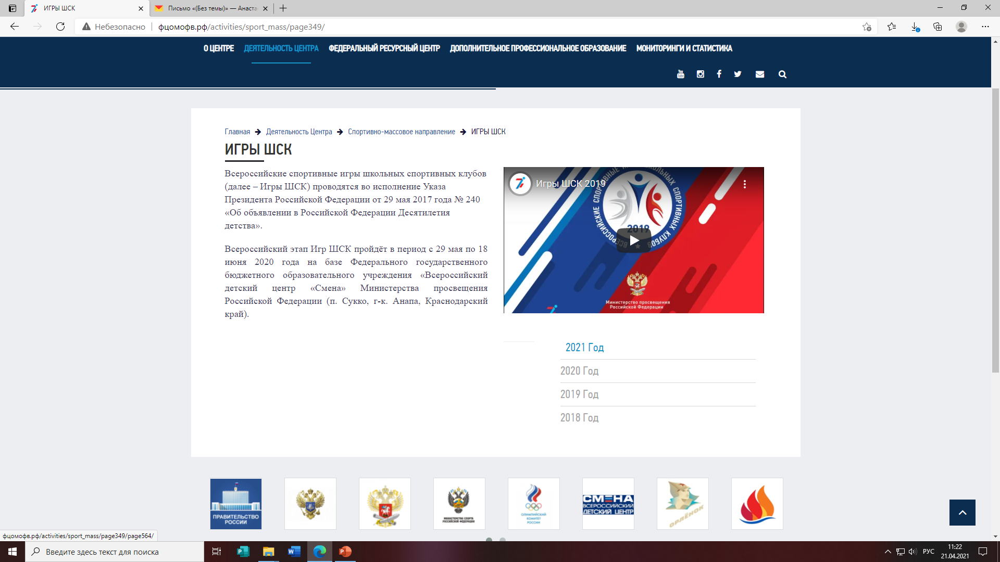 ИГРЫ ШСК
Письмо «(Без темы)» — Анаста
Небезопасно
фцомофв.рф/activities/sport_mass/page349/
О ЦЕНТРЕ ДЕЯТЕЛЬНОСТЬ ЦЕНТРА ФЕДЕРАЛЬНЫЙ РЕСУРСНЫЙ ЦЕНТР ДОПОЛНИТЕЛЬНОЕ ПРОФЕССИОНАЛЬНОЕ ОБРАЗОВАНИЕ МОНИТОРИНГИ И СТАТИСТИКА
Главная Деятельность Центра Спортивно-массовое направление ИГРЫ ШСК
ИГРЫ ШСК
Всероссийские спортивные игры школьных спортивных клубов
(далее – Игры ШСК) проводятся во исполнение Указа
Президента Российской Федерации от 29 мая 2017 года № 240
«Об объявлении в Российской Федерации Десятилетия
детства».
Всероссийский этап Игр ШСК пройдёт в период с 29 мая по 18
июня 2020 года на базе Федерального государственного
бюджетного образовательного учреждения «Всероссийский
детский центр «Смена» Министерства просвещения
Российской Федерации (п. Сукко, г-к. Анапа, Краснодарский
край).
Игры ШСК 2019
ВСЕРОССИЙСКИЕ СПОРТИВНЫЕ ИГРЫ ШКОЛЬНЫХ СПОРТИВНЫХ КЛУБОВ
2019
Министерство просвещения
Российской Федерации
2021 Год
2020 Год
2019 Год
2018 Год
ПРАВИТЕЛЬСТВО
РОССИИ
МИНИСТЕРСТВО СПОРТА
РОССИЙСКОЙ ФЕДЕРАЦИИ
ОЛИМПИЙСКИЙ
КОМИТЕТ
РОССИИ
СМЕНА
ВСЕРОССИЙСКИЙ
ДЕТСКИЙ ЦЕНТР
ОРЛЁНОК
фцомофв.рф/activities/sport_mass/page349/page564/
Введите здесь текст для поиска
РУС
11:22
21.04.2021